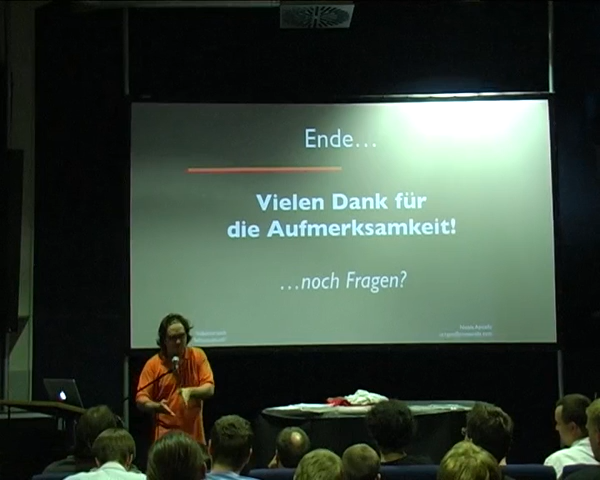 Ende…
Vielen Dank für
die Aufmerksamkeit!
…noch Fragen?